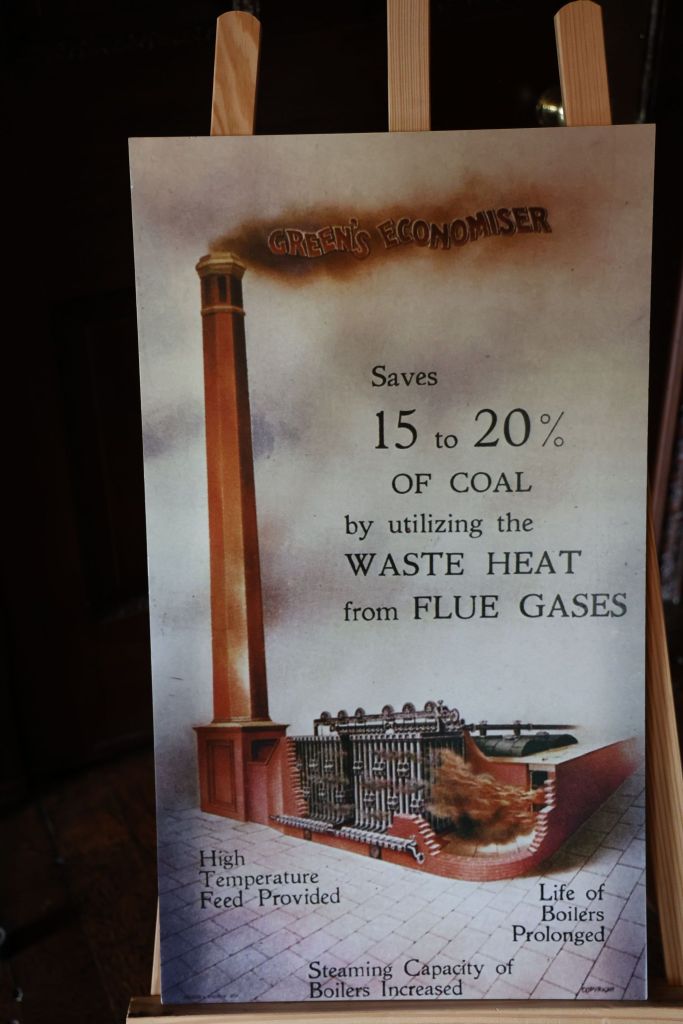 GREEN'S ECONOMISER
Saves
15 to 20%
OF COAL
by utilizing the
WASTE HEAT
from FLUE GASES
High
Temperature
Feed Provided
Life of
Boilers
Prolonged
Steaming Capacity of
Boilers Increased
COPYRIGHT